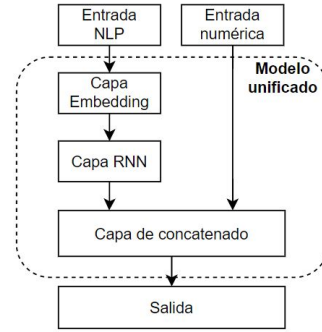 Entrada
NLP
Entrada
numérica
Modelo
unificado
Capa
Embedding
Capa RNN
Capa de concatenado
Salida